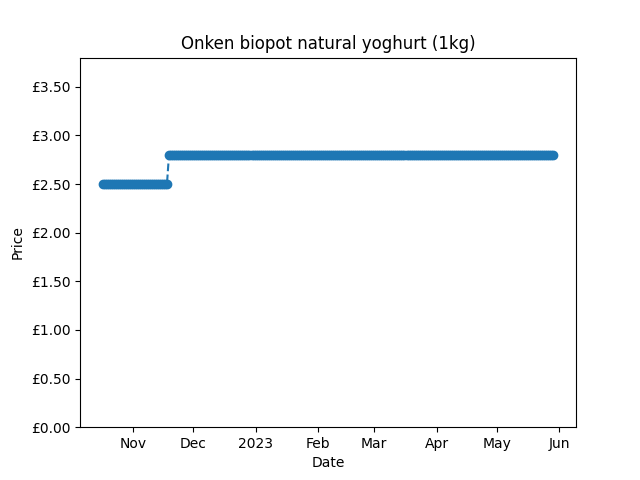 Onken biopot natural yoghurt (1kg)
£3.50
£3.00
£2.50
£2.00
£1.50
£1.00
£0.50
£0.00
Price
Nov Dec 2023 Feb Mar Apr May Jun
Date